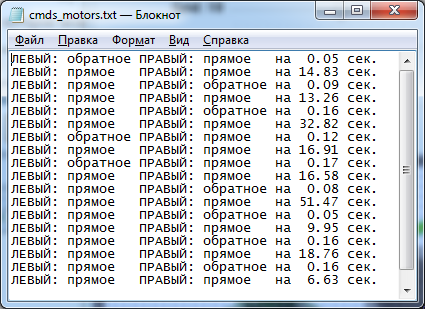 cmds_motors.txt — Блокнот
Файл Правка Формат Вид Справка
ЛЕВЫЙ: обратное ПРАВЫЙ: прямое на 0.05 сек.
ЛЕВЫЙ: прямое ПРАВЫЙ: прямое на 14.83 сек.
ЛЕВЫЙ: прямое ПРАВЫЙ: обратное на 0.09 сек.
ЛЕВЫЙ: прямое ПРАВЫЙ: прямое на 13.26 сек.
ЛЕВЫЙ: прямое ПРАВЫЙ: обратное на 0.16 сек.
ЛЕВЫЙ: прямое ПРАВЫЙ: прямое на 32.82 сек.
ЛЕВЫЙ: обратное ПРАВЫЙ: прямое на 0.12 сек.
ЛЕВЫЙ: прямое ПРАВЫЙ: прямое на 16.91 сек.
ЛЕВЫЙ: обратное ПРАВЫЙ: прямое на 0.17 сек.
ЛЕВЫЙ: прямое ПРАВЫЙ: прямое на 16.58 сек.
ЛЕВЫЙ: прямое ПРАВЫЙ: обратное на 0.08 сек.
ЛЕВЫЙ: прямое ПРАВЫЙ: прямое на 51.47 сек.
ЛЕВЫЙ: прямое ПРАВЫЙ: обратное на 0.05 сек.
ЛЕВЫЙ: прямое ПРАВЫЙ: прямое на 9.95 сек.
ЛЕВЫЙ: прямое ПРАВЫЙ: обратное на 0.16 сек.
ЛЕВЫЙ: прямое ПРАВЫЙ: прямое на 18.76 сек.
ЛЕВЫЙ: прямое ПРАВЫЙ: обратное на 0.16 сек.
ЛЕВЫЙ: прямое ПРАВЫЙ: прямое на 6.63 сек.